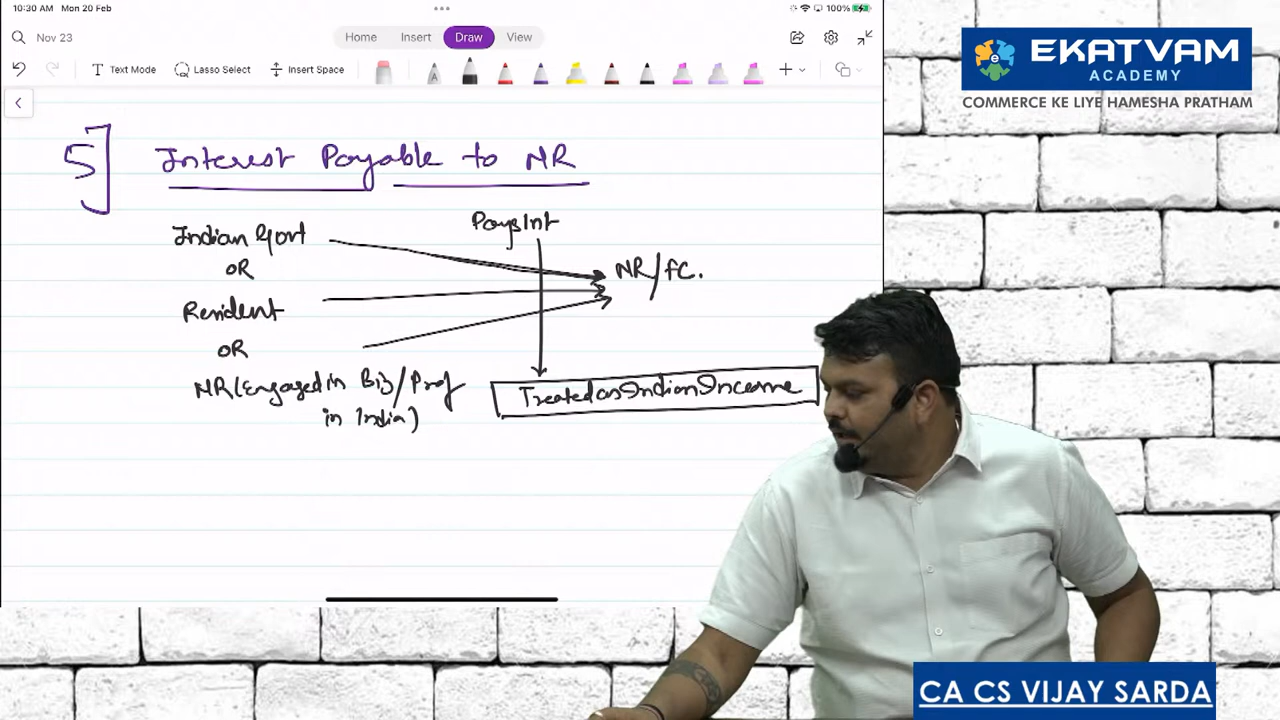 10:30 AM Mon 20 Feb
100%
Nov 23
Home Insert Draw View
Text Mode Lasso Select Insert Space
5] Interest Payable to NR
Indian Govt
Pays Int
OR
NR/FC.
Resident
OR
NR (Engaged in Biz/Prof
in India)
Treated as Indian Income
EKATVAM
ACADEMY
COMMERCE KE LIYE HAMESHA PRATHAM
CA CS VIJAY SARDA